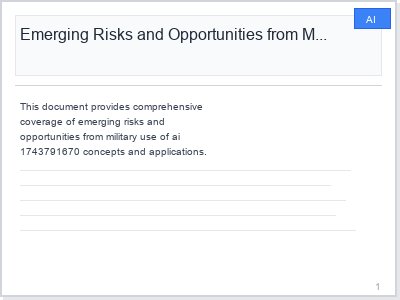 AI
Emerging Risks and Opportunities from M...
This document provides comprehensive
coverage of emerging risks and
opportunities from military use of ai
1743791670 concepts and applications.
1